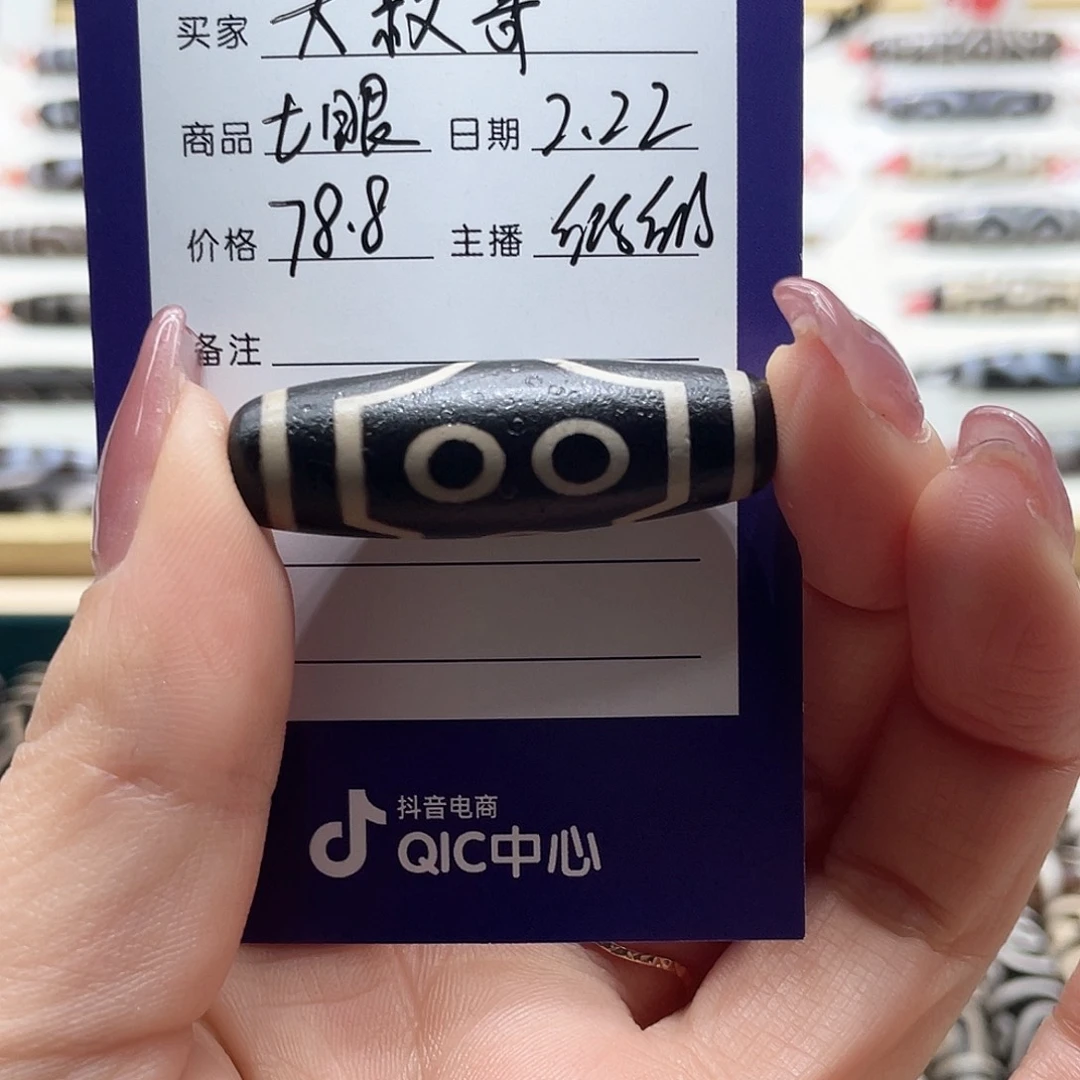 买家 大叔哥
商品 七眼 日期 2.22
价格 78.8 主播
备注
抖音电商
QIC中心